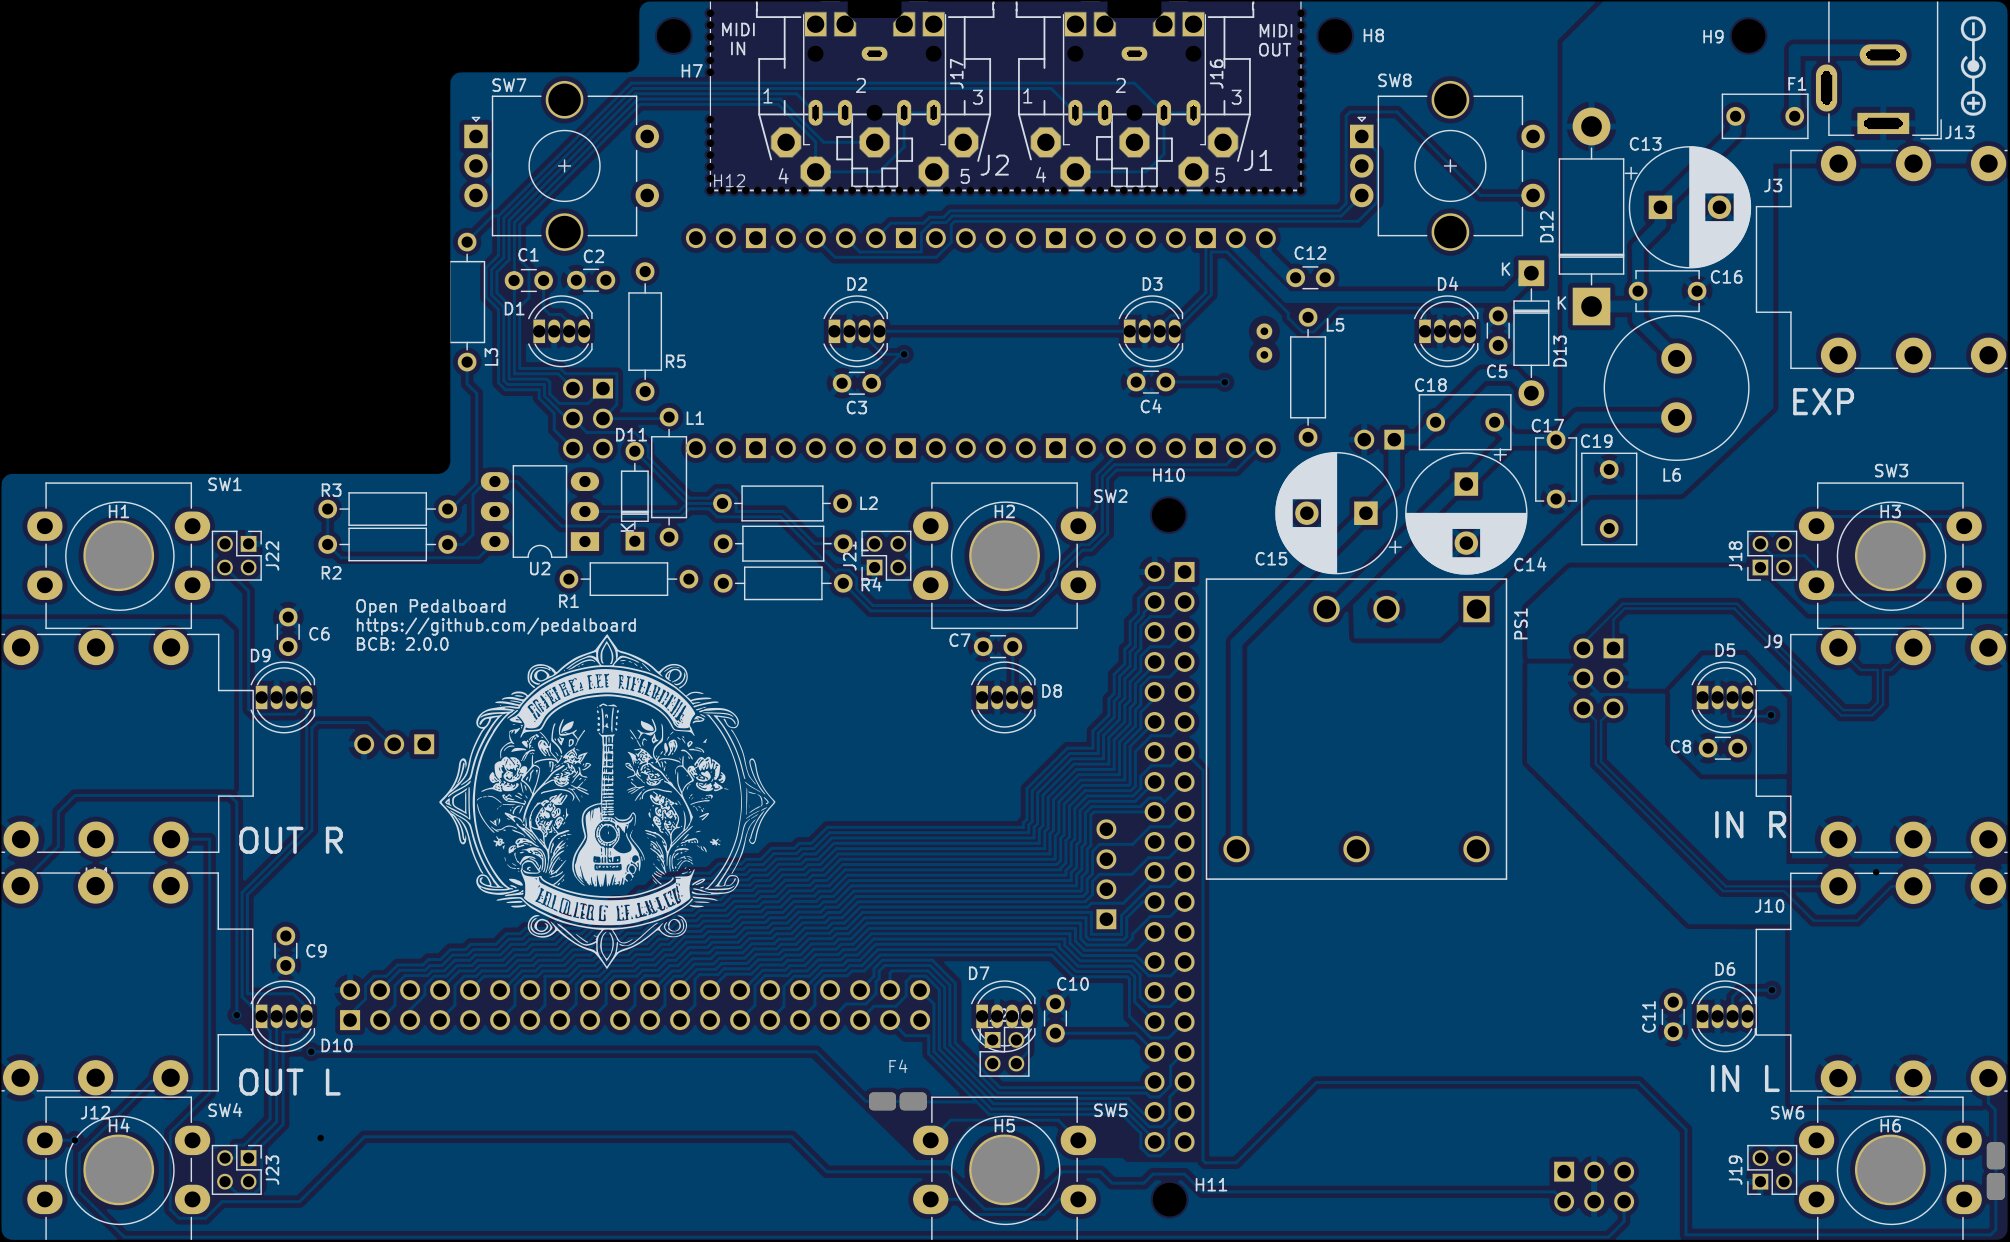 MIDI
IN
MIDI
OUT
H8
H9
H7
J17
J16
SW7
SW8
F1
J13
1
2
3
1
2
3
4
5
4
5
J2
J1
H12
C13
J3
D12
C1
C2
C12
C16
K
K
D1
D2
D3
D4
L5
L3
R5
D13
C5
C3
C4
C18
EXP
L1
D11
C17
C19
L6
H10
SW1
SW2
SW3
R3
H1
J22
R2
L2
K
U2
J21
R4
R1
H2
C15
C14
J18
H3
Open Pedalboard
https://github.com/pedalboard
BCB: 2.0.0
PS1
C6
C7
D9
D8
D5
J9
C8
OUT R
IN R
J10
C9
D7
C10
D6
C11
D10
F4
OUT L
IN L
J12
H4
SW4
H5
SW5
SW6
H6
J23
J19
H11